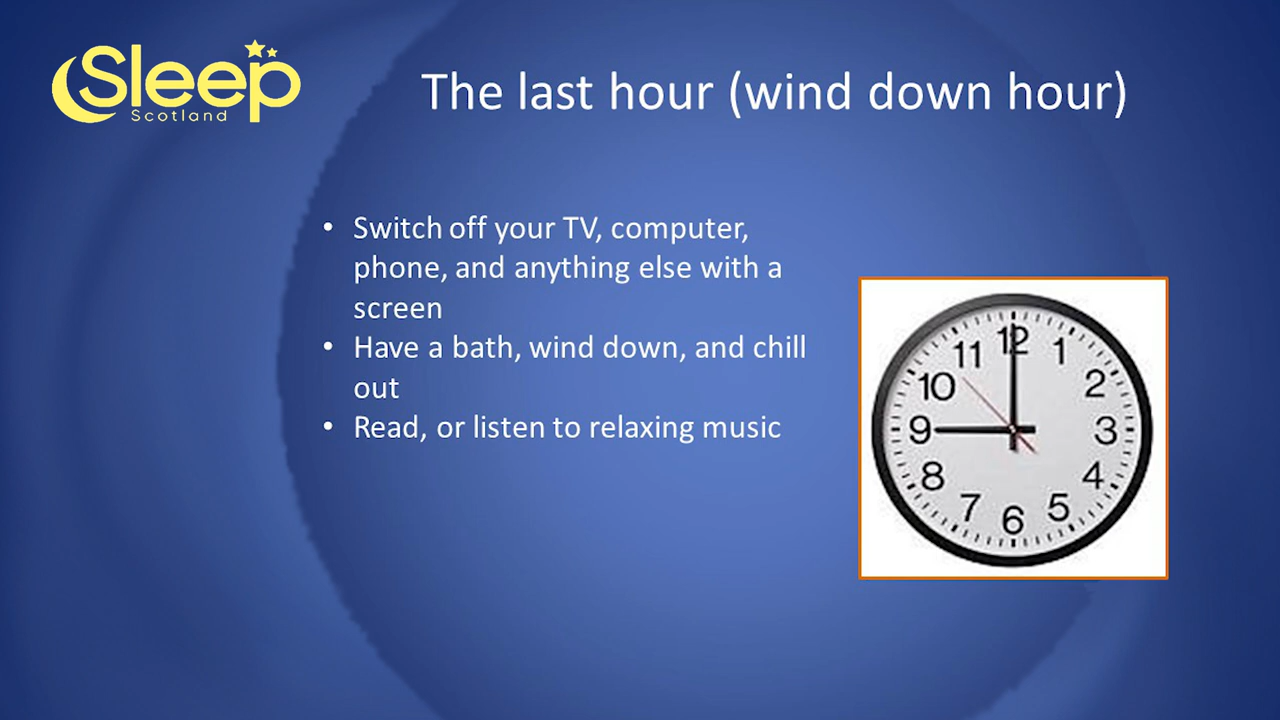 Sleep
Scotland
The last hour (wind down hour)
• Switch off your TV, computer,
phone, and anything else with a
screen
• Have a bath, wind down, and chill
out
• Read, or listen to relaxing music
12
11 1
10 2
9 3
8 4
7 5
6